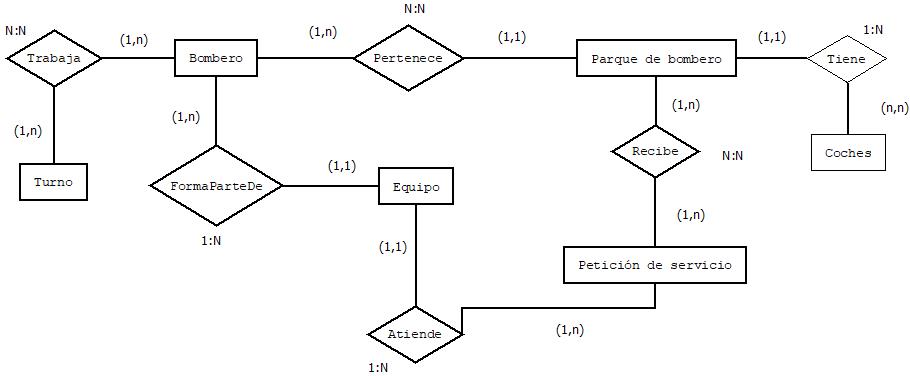 N:N
N:N
1:N
(1,n)
(1,n)
(1,1)
(1,1)
Trabaja
Bombero
Pertenece
Parque de bombero
Tiene
(1,n)
(1,n)
(1,n)
(n,n)
Turno
FormaParteDe
(1,1)
Equipo
Recibe
N:N
Coches
1:N
(1,1)
(1,n)
Petición de servicio
Atiende
(1,n)
1:N